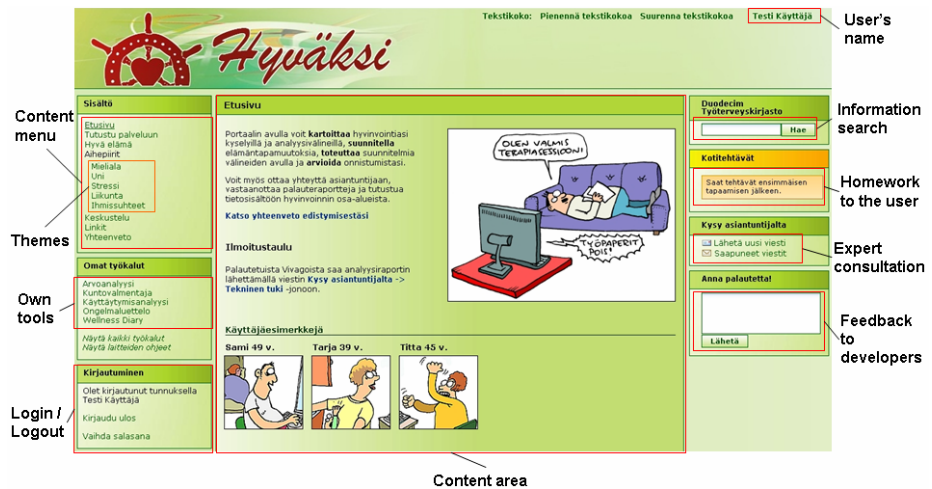 Tekstikoko: Pienennä tekstikokoa Suurenna tekstikokoa Testi Käyttäjä
User's
name
Hyväksi
Content
menu
Themes
Own
tools
Login /
Logout
Sisältö
Etusivu
Tutustu palveluun
Hyvä elämä
Aihepiirit
Mieliala
Uni
Stressi
Liikunta
Ihmissuhteet
Keskustelu
Linkit
Yhteenveto
Omat työkalut
Arvoanalyysi
Kuntovalmentaja
Käyttäytymisanalyysi
Ongelmaluettelo
Wellness Diary
Näytä kaikki työkalut
Näytä laitteiden ohjeet
Kirjautuminen
Olet kirjautunut tunnuksella
Testi Käyttäjä
Kirjaudu ulos
Vaihda salasana
Etusivu
Portaalin avulla voit kartoittaa hyvinvointiasi
kyselyillä ja analyysivälineillä, suunnitella
elämäntapamuutoksia, toteuttaa suunnitelmia
välineiden avulla ja arvioida onnistumistasi.
Voit myös ottaa yhteyttä asiantuntijaan,
vastaanottaa palauteraportteja ja tutustua
tietosisältöön hyvinvoinnin osa-alueista.
Katso yhteenveto edistymisestäsi
Ilmoitustaulu
Palautetuista Vivagoista saa analyysiraportin
lähettämällä viestin Kysy asiantuntijalta ->
Tekninen tuki -jonoon.
OLEN VALMIS
TERAPIASESSIOONI
TYÖPAPERIT
POIS!
Käyttäjäesimerkkejä
Sami 49 v. Tarja 39 v. Titta 45 v.
Content area
Duodecim
Työterveyskirjasto
Hae
Kotitehtävät
Saat tehtävät ensimmäisen
tapaamisen jälkeen.
Kysy asiantuntijalta
Lähetä uusi viesti
Saapuneet viestit
Anna palautetta!
Lähetä
Information
search
Homework
to the user
Expert
consultation
Feedback
to
developers